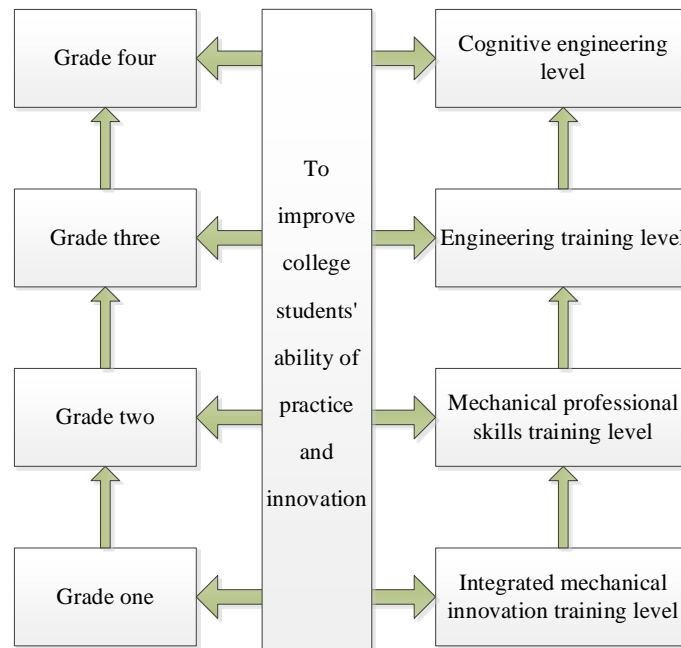 Grade four
Cognitive engineering
level
Grade three
Engineering training level
Grade two
Mechanical professional
skills training level
Grade one
Integrated mechanical
innovation training level
To
improve
college
students'
ability of
practice
and
innovation